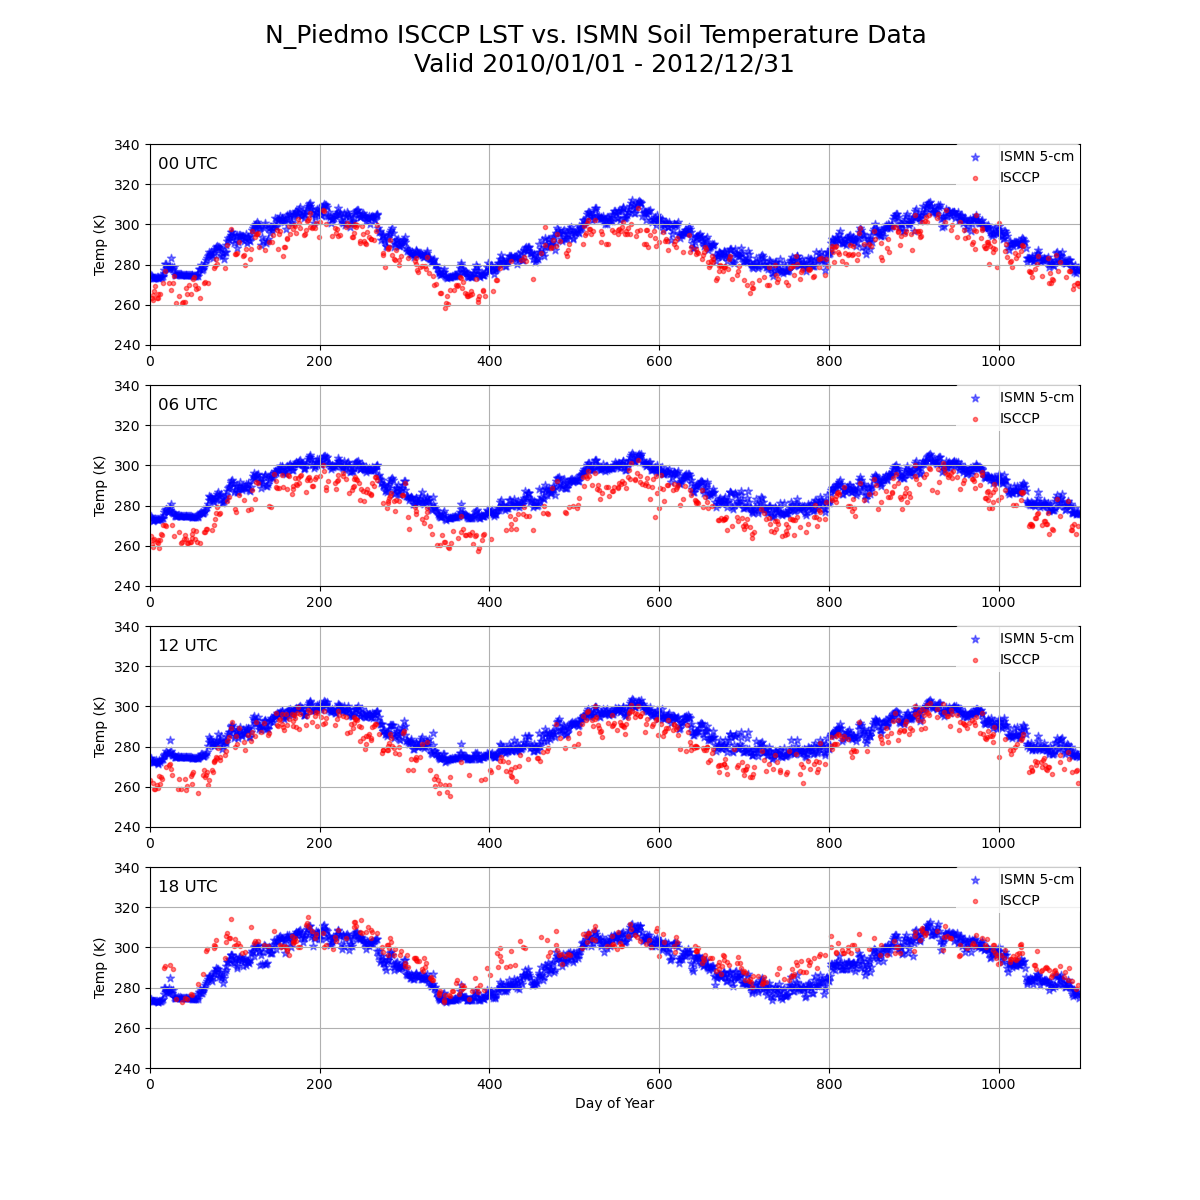 N_Piedmo ISCCP LST vs. ISMN Soil Temperature Data
Valid 2010/01/01 - 2012/12/31
340
320
300
280
260
240
Temp (K)
00 UTC
ISMN 5-cm
ISCCP
0 200 400 600 800 1000
340
320
300
280
260
240
Temp (K)
06 UTC
ISMN 5-cm
ISCCP
0 200 400 600 800 1000
340
320
300
280
260
240
Temp (K)
12 UTC
ISMN 5-cm
ISCCP
0 200 400 600 800 1000
340
320
300
280
260
240
Temp (K)
18 UTC
ISMN 5-cm
ISCCP
0 200 400 600 800 1000
Day of Year